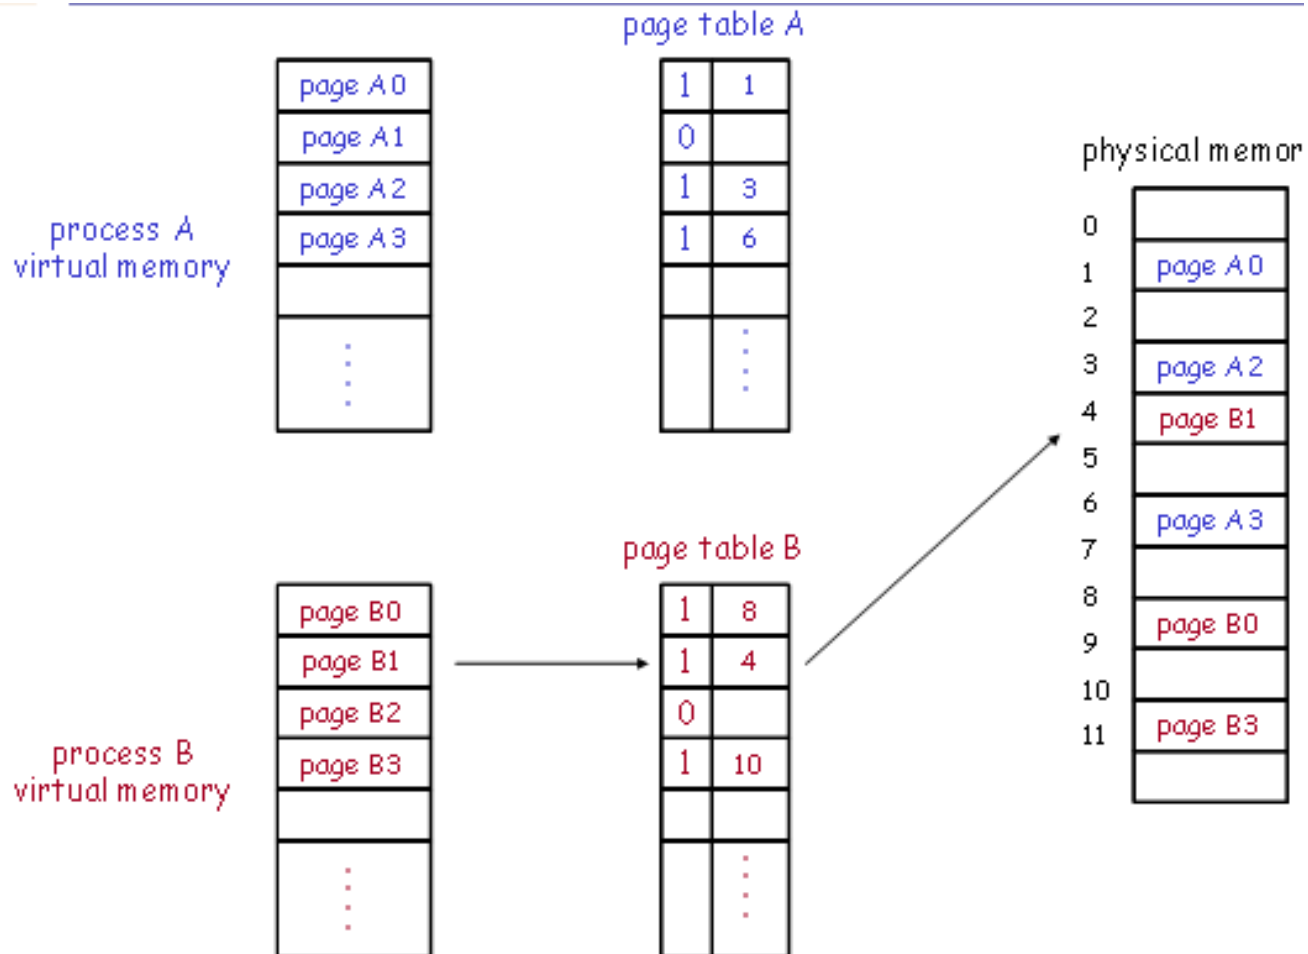 page table A
page A0
page A1
page A2
page A3
process A
virtual memory
1 1
0
1 3
1 6
physical memor
0
1
2
3
4
5
6
7
8
9
10
11
page A0
page A2
page B1
page A3
page B0
page B3
page table B
page B0
page B1
page B2
page B3
process B
virtual memory
1 8
1 4
0
1 10